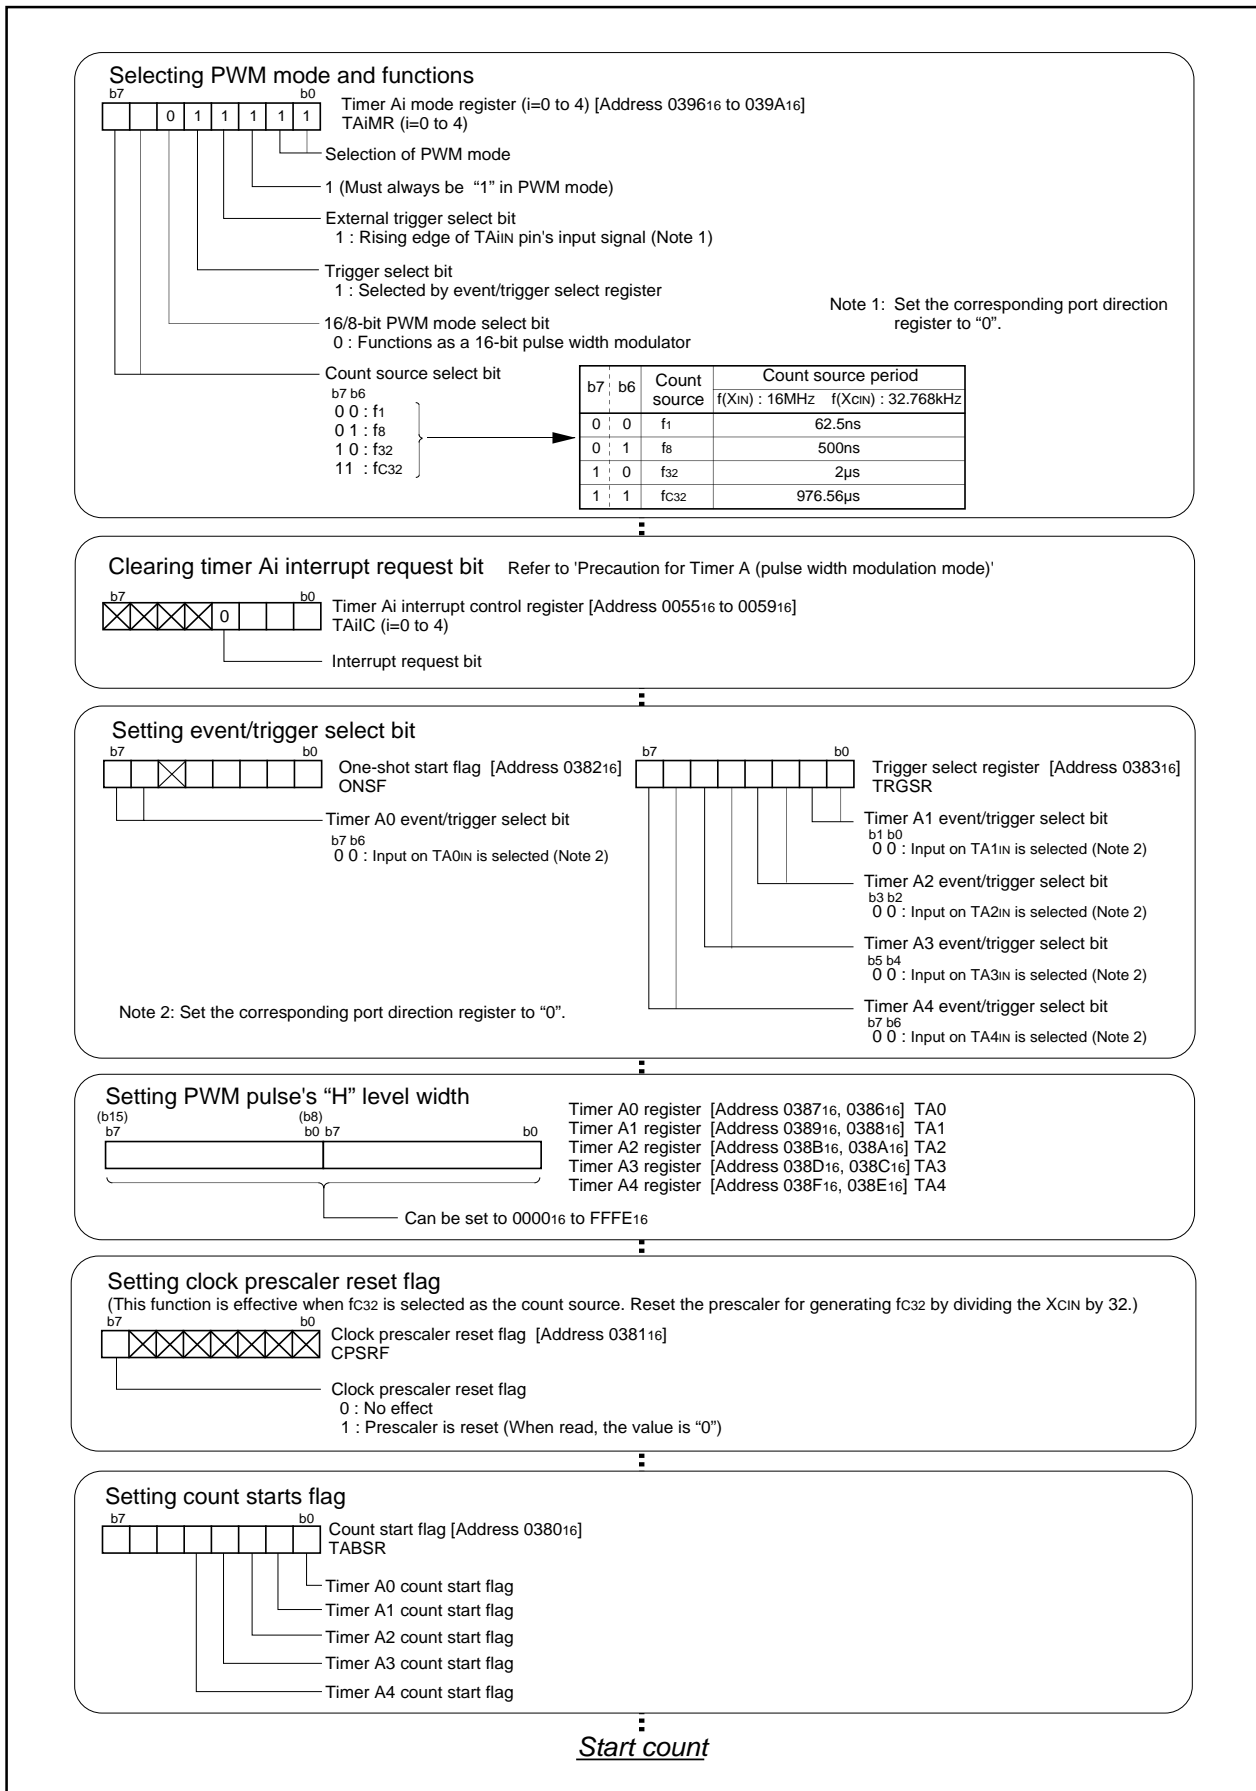 Selecting PWM mode and functions
b7 b0
0 1 1 1 1 1
Timer Ai mode register (i=0 to 4) [Address 039616 to 039A16]
TAiMR (i=0 to 4)
Selection of PWM mode
1 (Must always be “1” in PWM mode)
External trigger select bit
1 : Rising edge of TAiIN pin's input signal (Note 1)
Trigger select bit
1 : Selected by event/trigger select register
Note 1: Set the corresponding port direction
register to “0”.
16/8-bit PWM mode select bit
0 : Functions as a 16-bit pulse width modulator
Count source select bit
b7 b6
0 0 : f1
0 1 : f8
1 0 : f32
11 : fC32
b7 b6 Count source Count source period
f(XIN) : 16MHz f(XCIN) : 32.768kHz
0 0 f1 62.5ns
0 1 f8 500ns
1 0 f32 2µs
1 1 fC32 976.56µs
Clearing timer Ai interrupt request bit Refer to 'Precaution for Timer A (pulse width modulation mode)'
b7 b0
0
Timer Ai interrupt control register [Address 005516 to 005916]
TAiIC (i=0 to 4)
Interrupt request bit
Setting event/trigger select bit
b7 b0
One-shot start flag [Address 038216]
ONSF
Timer A0 event/trigger select bit
b7 b6
0 0 : Input on TA0IN is selected (Note 2)
b7 b0
Trigger select register [Address 038316]
TRGSR
Timer A1 event/trigger select bit
b1 b0
0 0 : Input on TA1IN is selected (Note 2)
Timer A2 event/trigger select bit
b3 b2
0 0 : Input on TA2IN is selected (Note 2)
Timer A3 event/trigger select bit
b5 b4
0 0 : Input on TA3IN is selected (Note 2)
Timer A4 event/trigger select bit
b7 b6
0 0 : Input on TA4IN is selected (Note 2)
Note 2: Set the corresponding port direction register to “0”.
Setting PWM pulse's “H” level width
(b15) (b8)
b7 b0 b7 b0
Timer A0 register [Address 038716, 038616] TA0
Timer A1 register [Address 038916, 038816] TA1
Timer A2 register [Address 038B16, 038A16] TA2
Timer A3 register [Address 038D16, 038C16] TA3
Timer A4 register [Address 038F16, 038E16] TA4
Can be set to 000016 to FFFE16
Setting clock prescaler reset flag
(This function is effective when fC32 is selected as the count source. Reset the prescaler for generating fC32 by dividing the XCIN by 32.)
b7 b0
Clock prescaler reset flag [Address 038116]
CPSRF
Clock prescaler reset flag
0 : No effect
1 : Prescaler is reset (When read, the value is “0”)
Setting count starts flag
b7 b0
Count start flag [Address 038016]
TABSR
Timer A0 count start flag
Timer A1 count start flag
Timer A2 count start flag
Timer A3 count start flag
Timer A4 count start flag
Start count